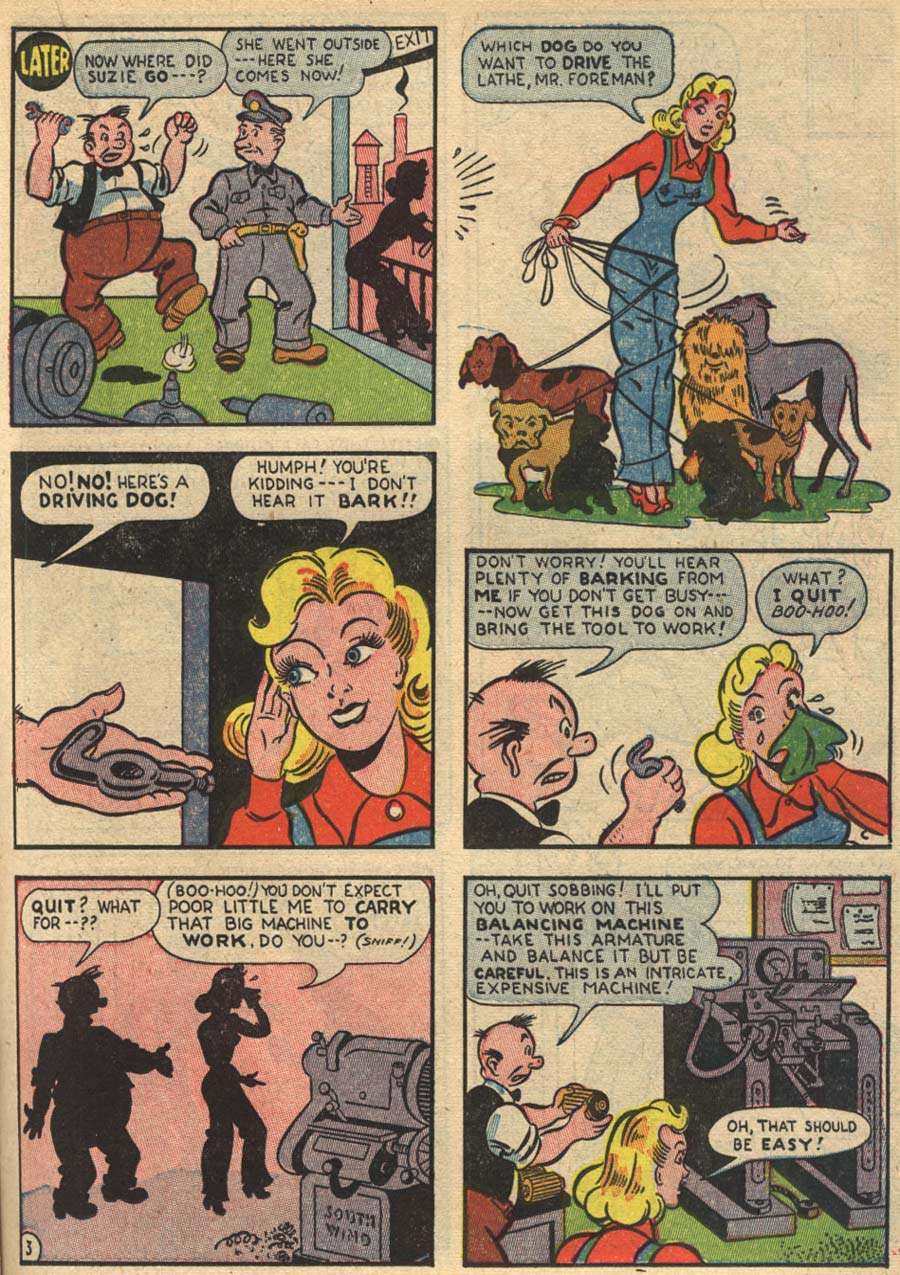 LATER
NOW WHERE DID
SUZIE GO---?
SHE WENT OUTSIDE
---HERE SHE
COMES NOW!
EXIT
WHICH DOG DO YOU
WANT TO DRIVE THE
LATHE, MR. FOREMAN?
NO! NO! HERE'S A
DRIVING DOG!
HUMPH! YOU'RE
KIDDING---I DON'T
HEAR IT BARK!!
DON'T WORRY! YOU'LL HEAR
PLENTY OF BARKING FROM
ME IF YOU DON'T GET BUSY---
--NOW GET THIS DOG ON AND
BRING THE TOOL TO WORK!
WHAT?
I QUIT
BOO-HOO!
QUIT? WHAT
FOR--??
(BOO-HOO!) YOU DON'T EXPECT
POOR LITTLE ME TO CARRY
THAT BIG MACHINE TO
WORK, DO YOU--? (SNIFF!)
3
OH, QUIT SOBBING! I'LL PUT
YOU TO WORK ON THIS
BALANCING MACHINE
--TAKE THIS ARMATURE
AND BALANCE IT BUT BE
CAREFUL, THIS IS AN INTRICATE,
EXPENSIVE MACHINE!
OH, THAT SHOULD
BE EASY!